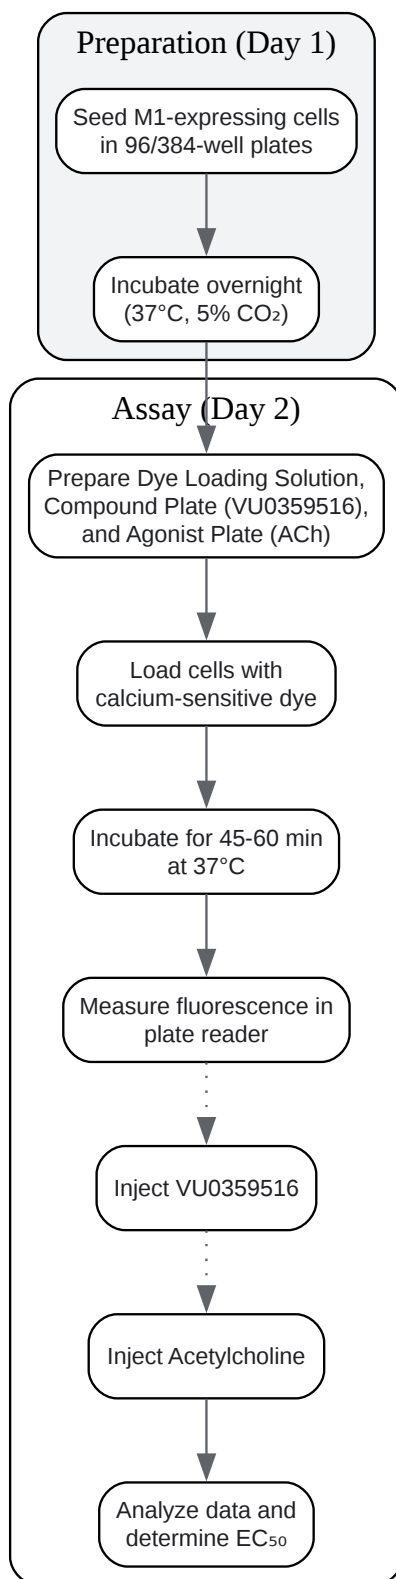 Preparation (Day 1)
Seed M1-expressing cells
in 96/384-well plates
Incubate overnight
(37°C, 5% CO₂)
Assay (Day 2)
Prepare Dye Loading Solution,
Compound Plate (VU0359516),
and Agonist Plate (ACh)
Load cells with
calcium-sensitive dye
Incubate for 45-60 min
at 37°C
Measure fluorescence in
plate reader
Inject VU0359516
Inject Acetylcholine
Analyze data and
determine EC₅₀